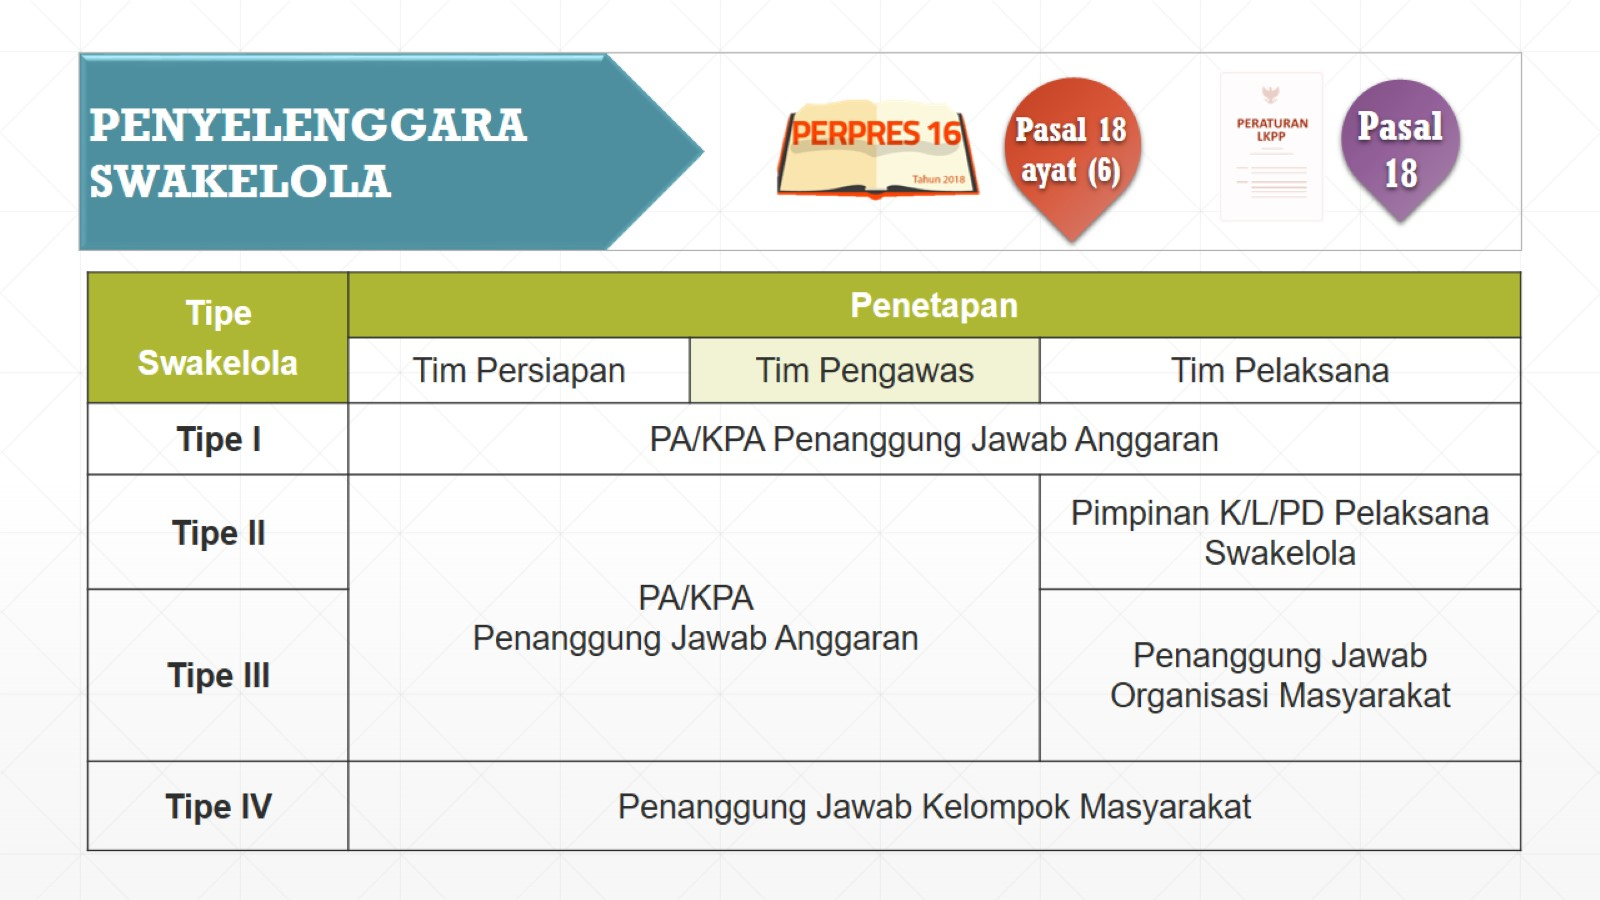 PENYELENGGARA
SWAKELOLA
PERPRES 16
Tahun 2018
Pasal 18
ayat (6)
PERATURAN
LKPP
Pasal
18
Tipe
Swakelola
Penetapan
Tim Persiapan
Tim Pengawas
Tim Pelaksana
Tipe I
PA/KPA Penanggung Jawab Anggaran
Tipe II
PA/KPA
Penanggung Jawab Anggaran
Pimpinan K/L/PD Pelaksana
Swakelola
Tipe III
Penanggung Jawab
Organisasi Masyarakat
Tipe IV
Penanggung Jawab Kelompok Masyarakat